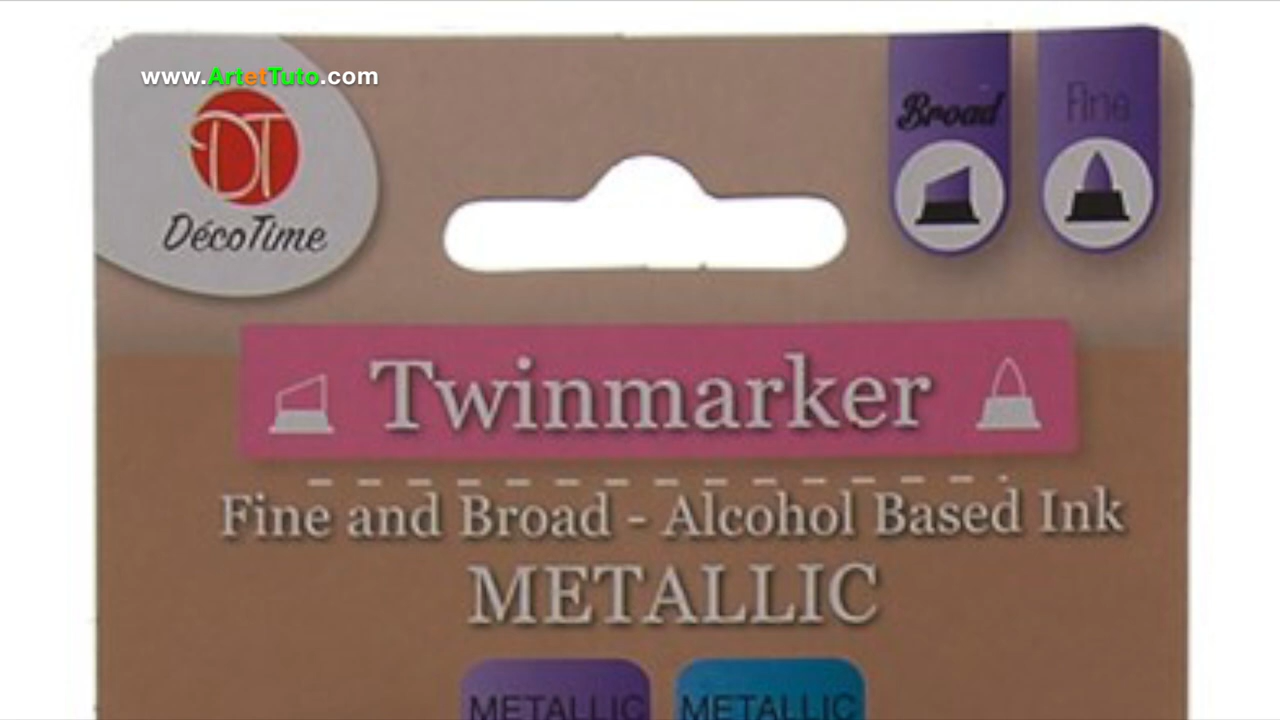 www.ArtetTuto.com
DT
DécoTime
Broad
Fine
Twinmarker
Fine and Broad - Alcohol Based Ink
METALLIC
METALLIC
METALLIC